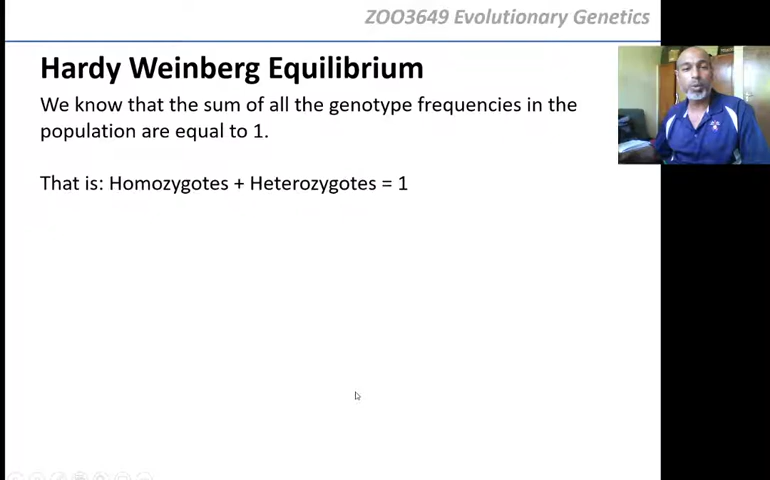 ZOO3649 Evolutionary Genetics
Hardy Weinberg Equilibrium
We know that the sum of all the genotype frequencies in the
population are equal to 1.
That is: Homozygotes + Heterozygotes = 1